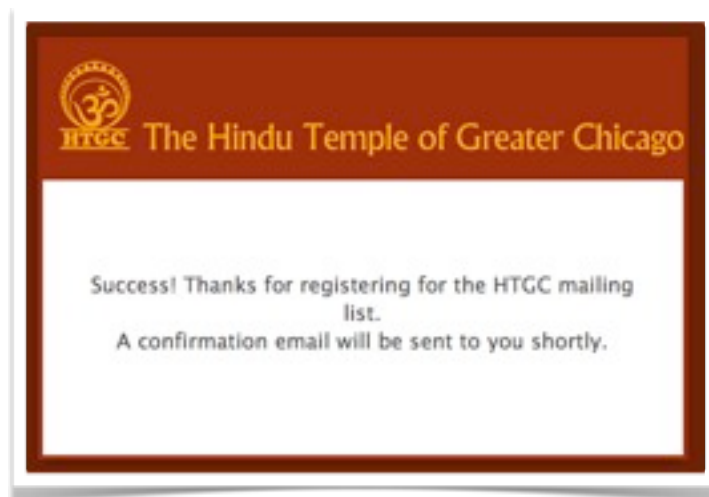 ॐ
HTGC
The Hindu Temple of Greater Chicago
Success! Thanks for registering for the HTGC mailing
list.
A confirmation email will be sent to you shortly.